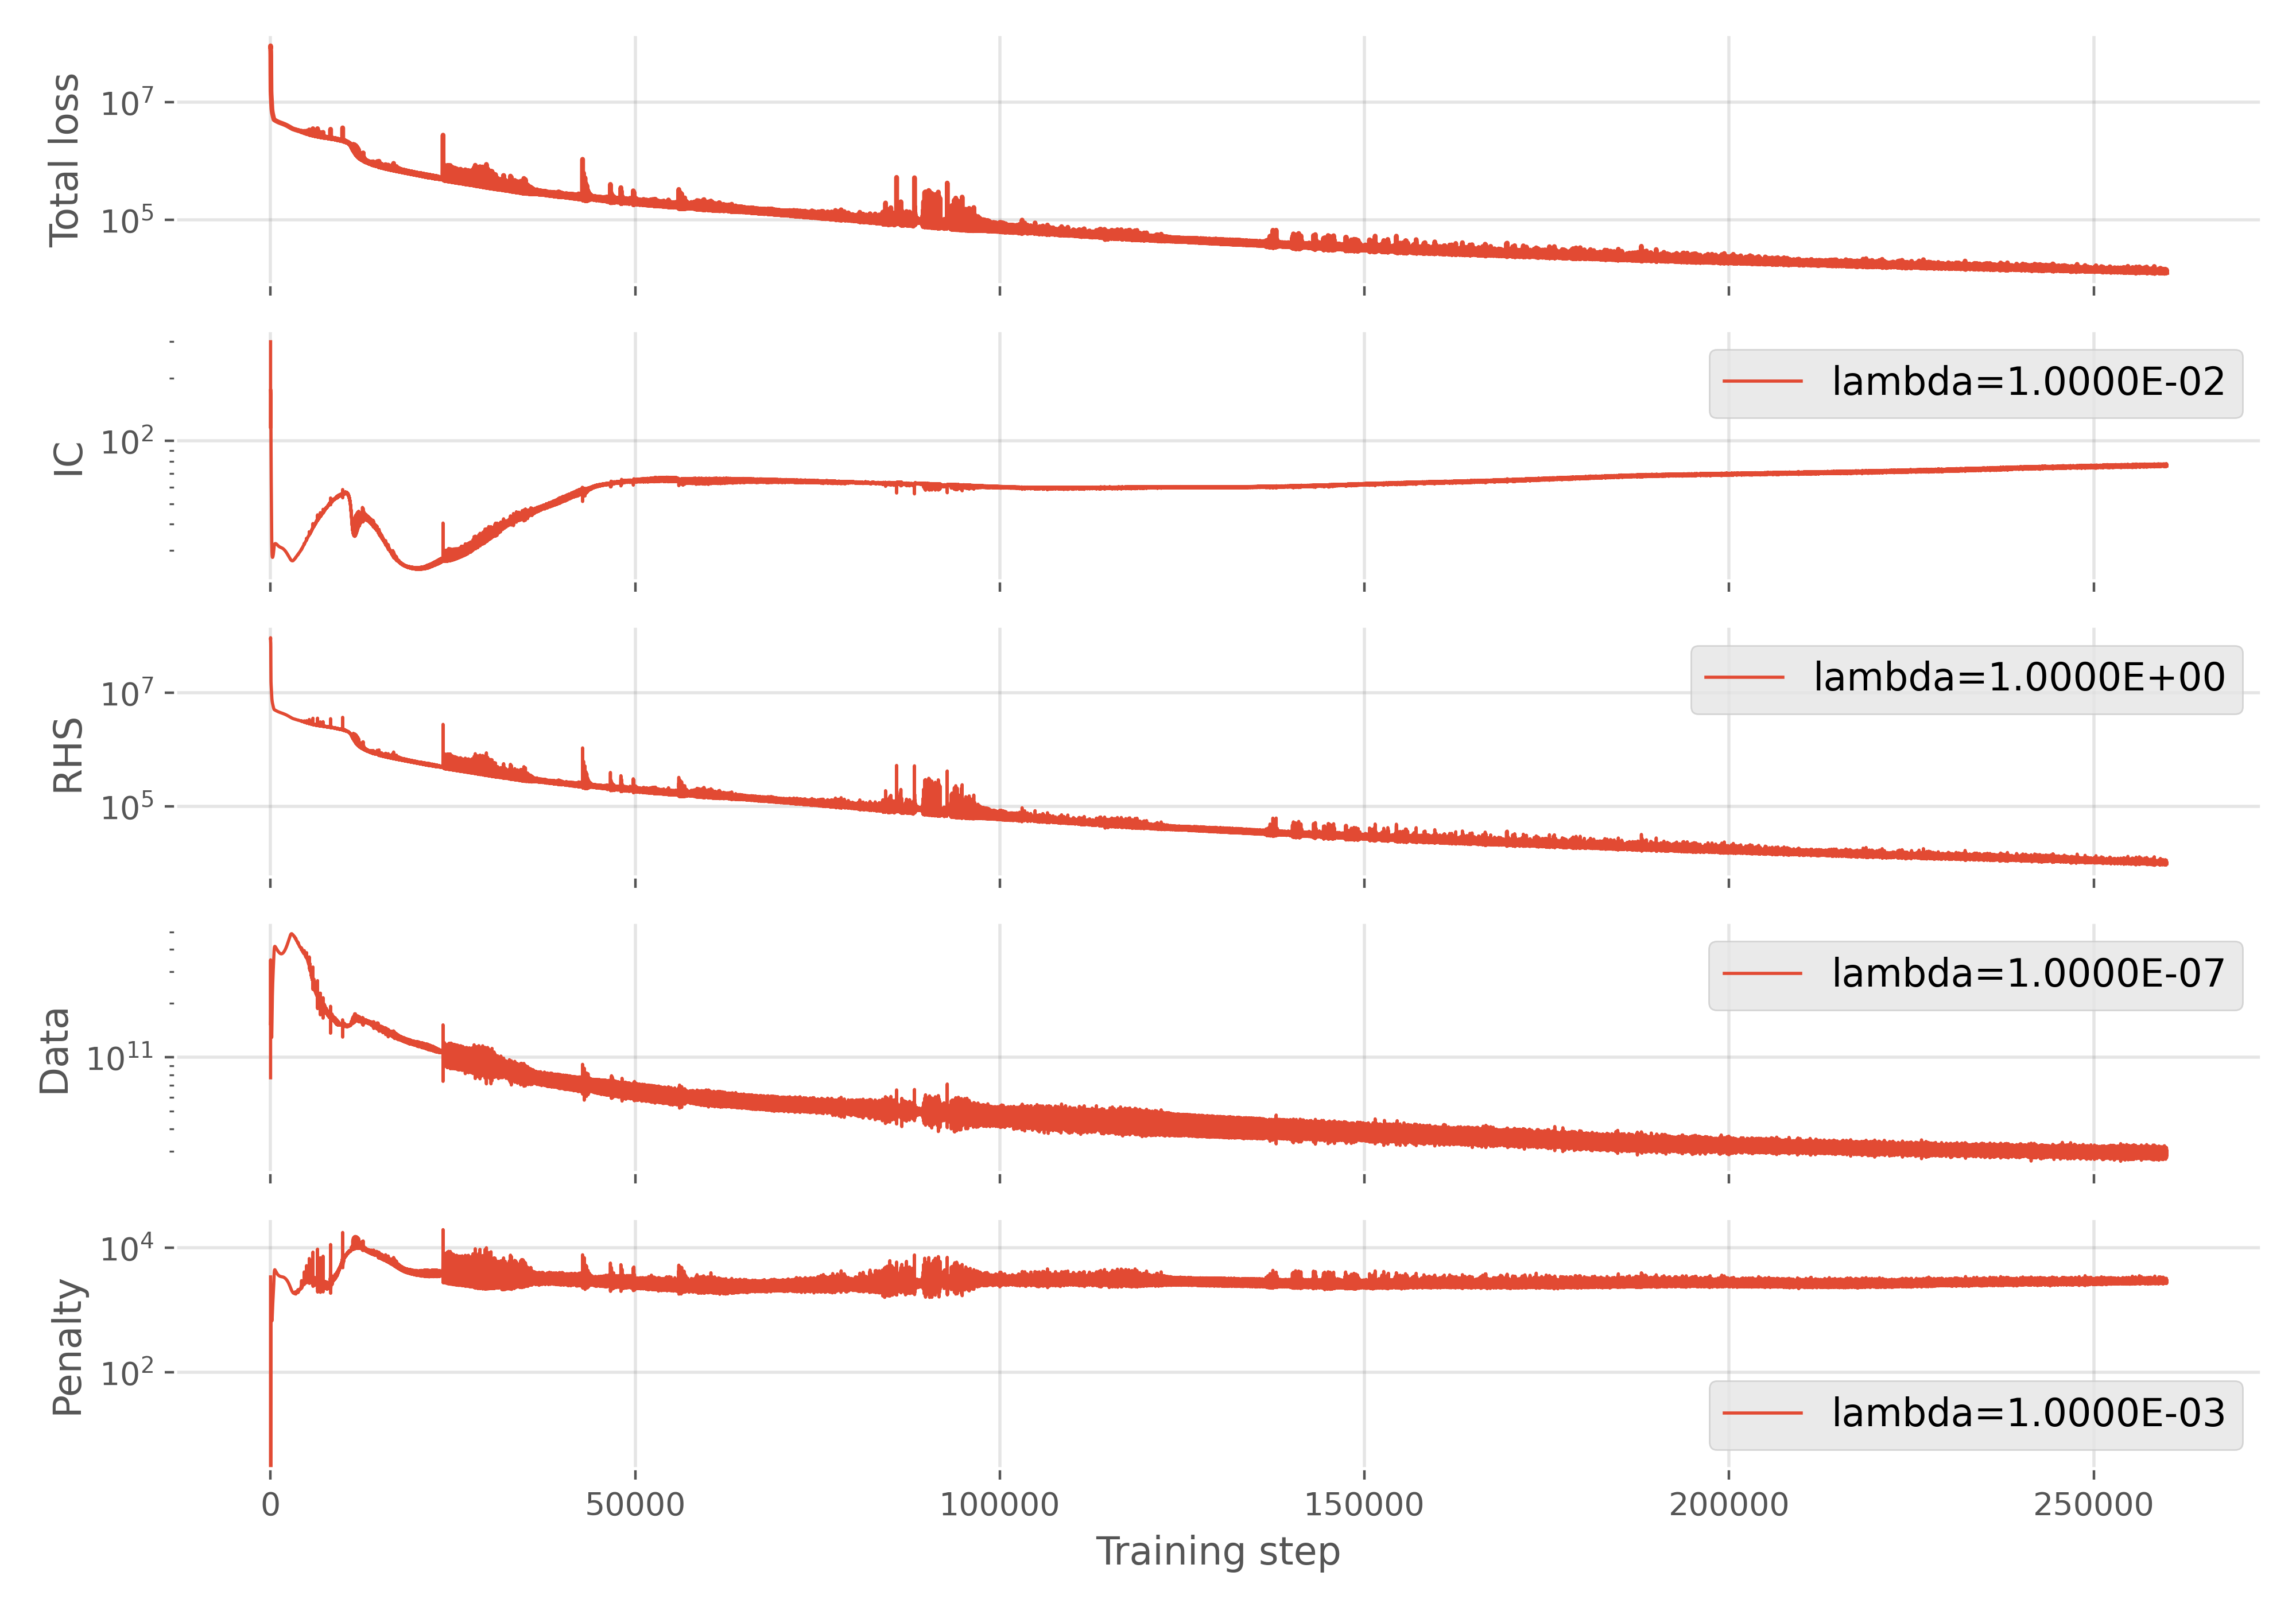 Total loss
10^7
10^5
IC
10^2
lambda=1.0000E-02
RHS
10^7
10^5
lambda=1.0000E+00
Data
10^11
lambda=1.0000E-07
Penalty
10^4
10^2
lambda=1.0000E-03
0 50000 100000 150000 200000 250000
Training step